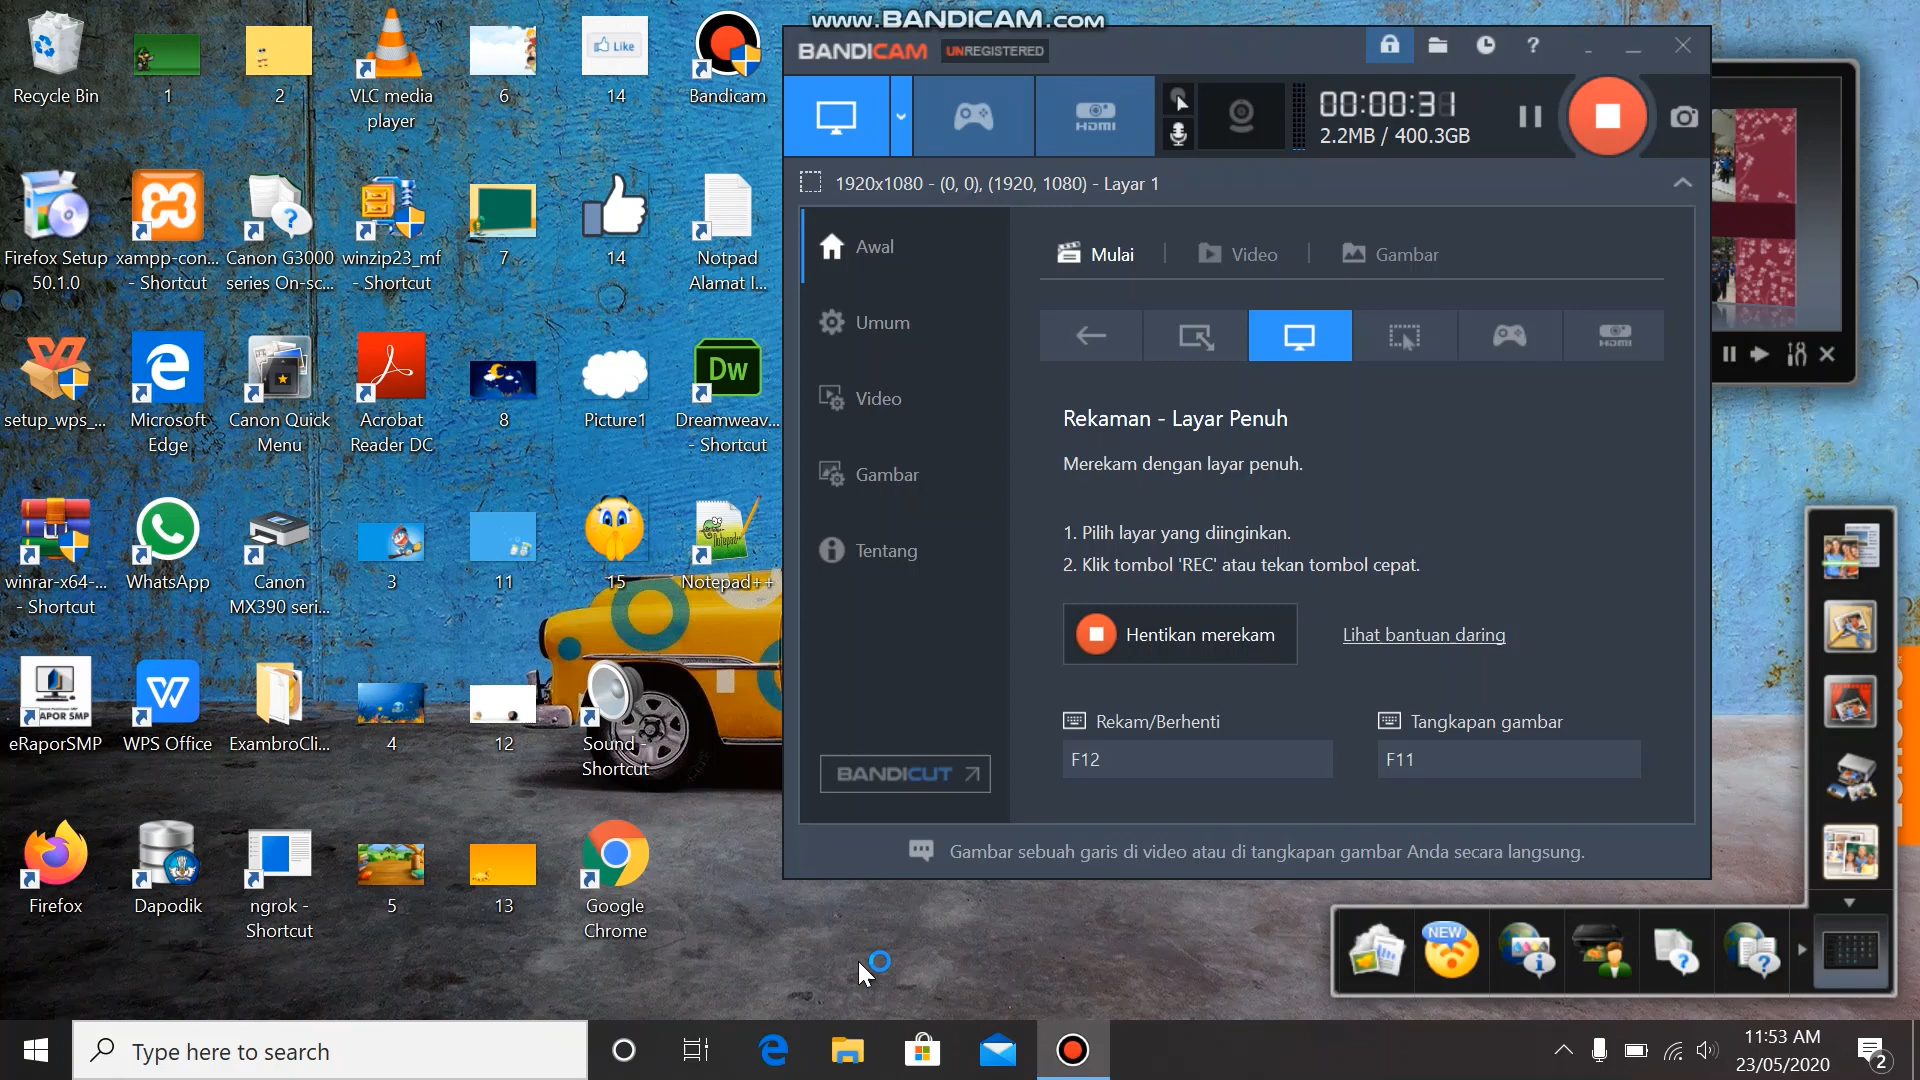 www.BANDICAM.com
BANDICAM UNREGISTERED
00:00:31
2.2MB / 400.3GB
HDMI
1920x1080 - (0, 0), (1920, 1080) - Layar 1
Awal
Umum
Video
Gambar
Tentang
BANDICUT
Mulai
Video
Gambar
HDMI
Rekaman - Layar Penuh
Merekam dengan layar penuh.
1. Pilih layar yang diinginkan.
2. Klik tombol 'REC' atau tekan tombol cepat.
Hentikan merekam
Lihat bantuan daring
Rekam/Berhenti
F12
Tangkapan gambar
F11
Gambar sebuah garis di video atau di tangkapan gambar Anda secara langsung.
Recycle Bin
1
2
VLC media
player
6
Like
14
Bandicam
Firefox Setup
50.1.0
xampp-con...
- Shortcut
Canon G3000
series On-sc...
winzip23_mf
- Shortcut
7
14
Notpad
Alamat I...
setup_wps_...
Microsoft
Edge
Canon Quick
Menu
Acrobat
Reader DC
8
Picture1
Dw
Dreamweav...
- Shortcut
winrar-x64-...
- Shortcut
WhatsApp
Canon
MX390 seri...
3
11
15
Notepad++
eRaporSMP
WPS Office
ExambroCli...
4
12
Sound -
Shortcut
Firefox
Dapodik
ngrok -
Shortcut
5
13
Google
Chrome
NEW
Type here to search
11:53 AM
23/05/2020
2